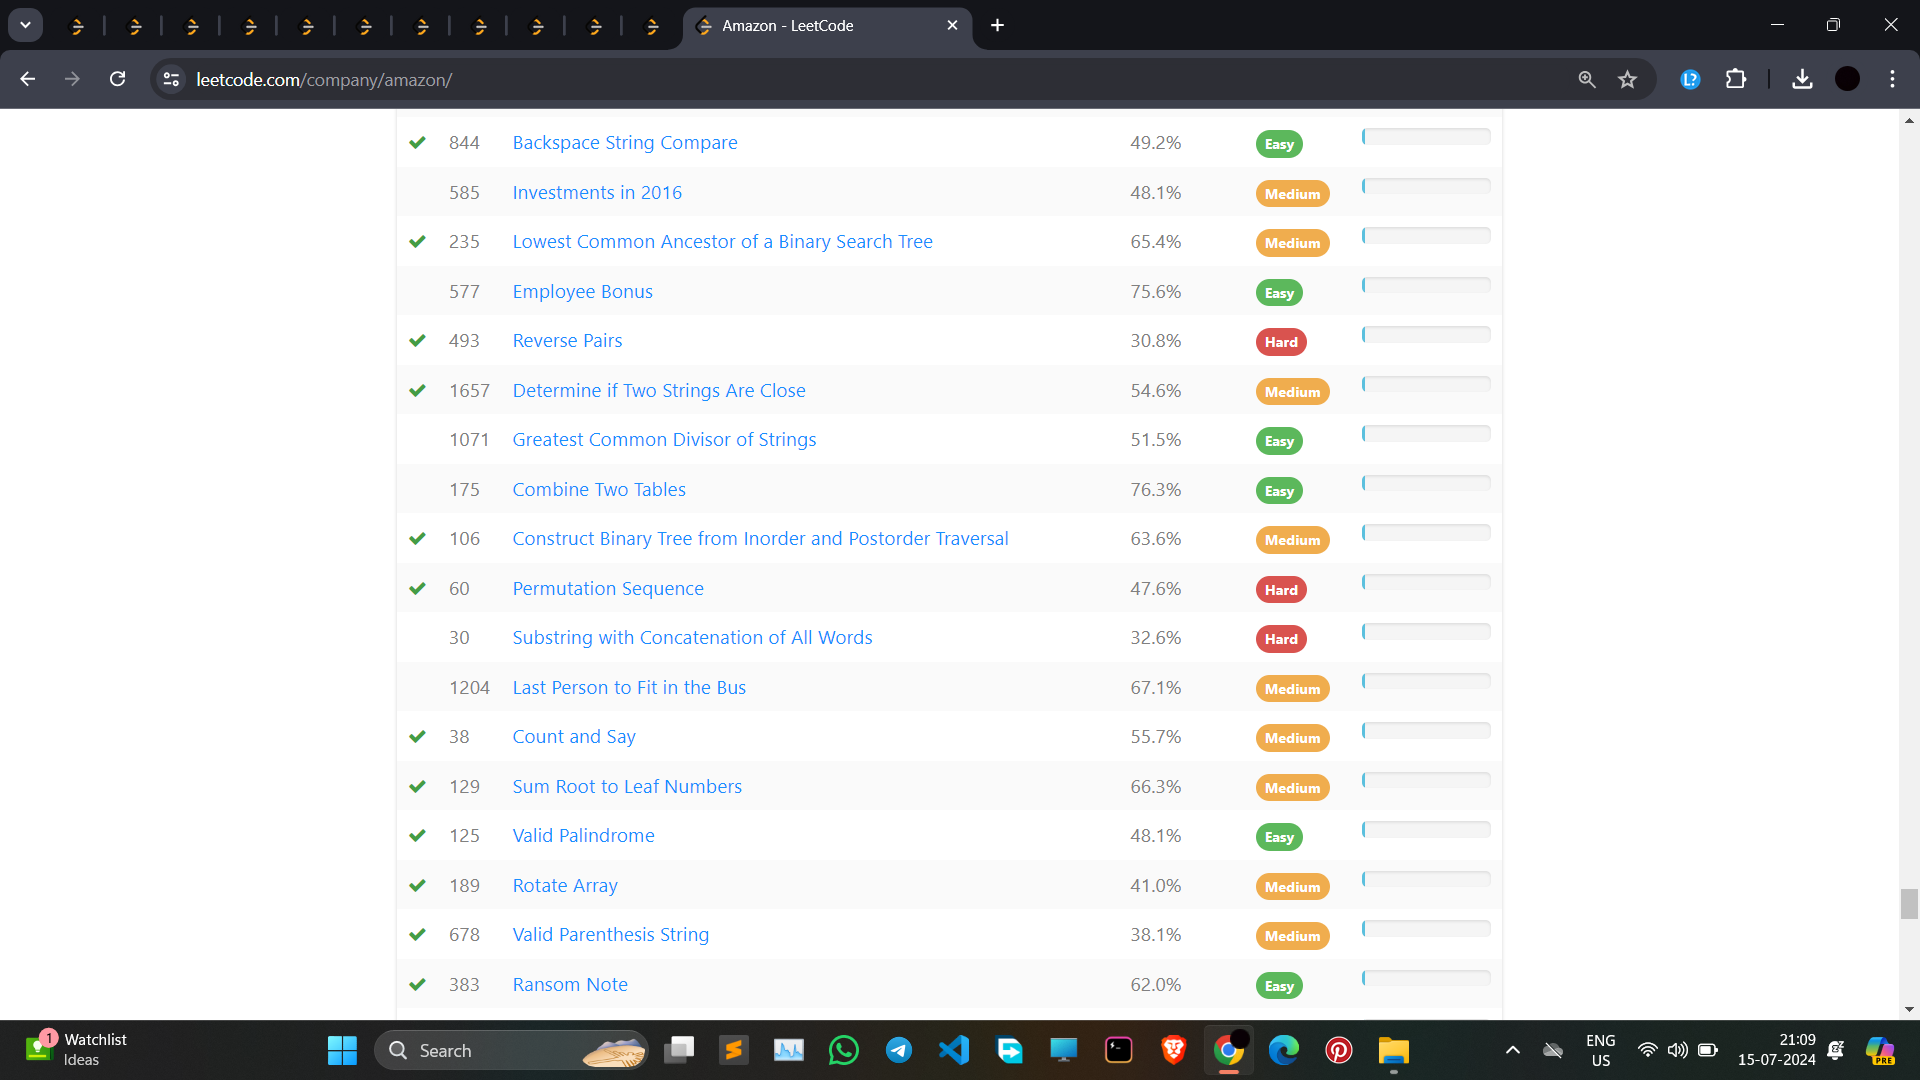 Amazon - LeetCode
leetcode.com/company/amazon/
844 Backspace String Compare 49.2% Easy
585 Investments in 2016 48.1% Medium
235 Lowest Common Ancestor of a Binary Search Tree 65.4% Medium
577 Employee Bonus 75.6% Easy
493 Reverse Pairs 30.8% Hard
1657 Determine if Two Strings Are Close 54.6% Medium
1071 Greatest Common Divisor of Strings 51.5% Easy
175 Combine Two Tables 76.3% Easy
106 Construct Binary Tree from Inorder and Postorder Traversal 63.6% Medium
60 Permutation Sequence 47.6% Hard
30 Substring with Concatenation of All Words 32.6% Hard
1204 Last Person to Fit in the Bus 67.1% Medium
38 Count and Say 55.7% Medium
129 Sum Root to Leaf Numbers 66.3% Medium
125 Valid Palindrome 48.1% Easy
189 Rotate Array 41.0% Medium
678 Valid Parenthesis String 38.1% Medium
383 Ransom Note 62.0% Easy
1 Watchlist
Ideas
Search
ENG
US
21:09
15-07-2024
PRE